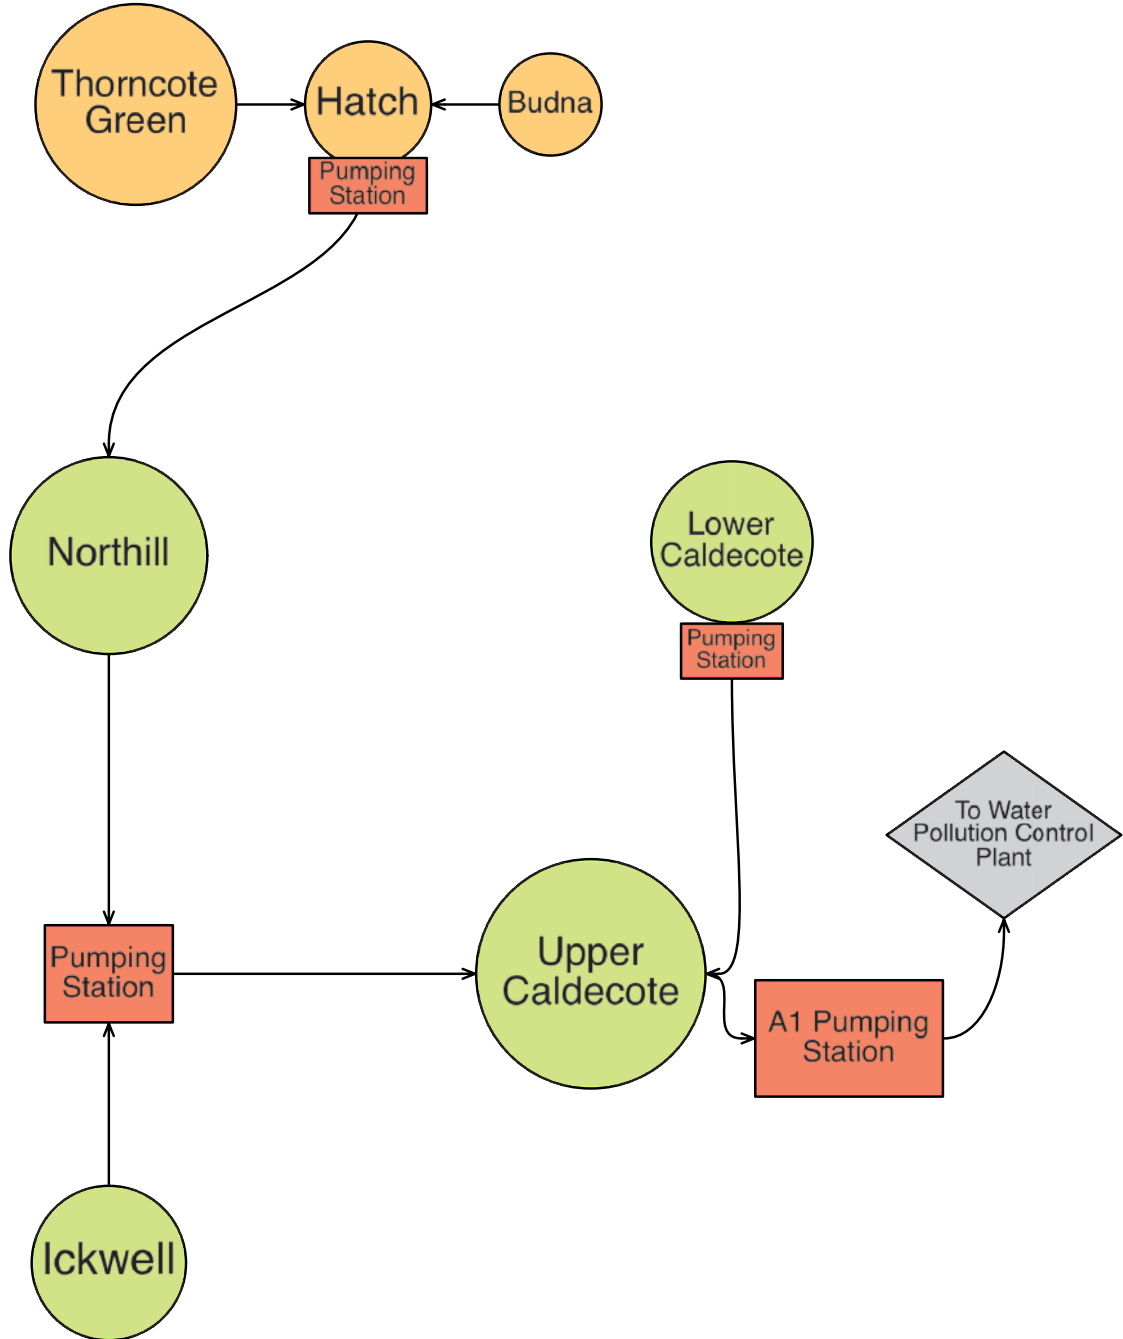 Thorncote
Green
Hatch
Budna
Pumping
Station
Northill
Lower
Caldecote
Pumping
Station
To Water
Pollution Control
Plant
Pumping
Station
Upper
Caldecote
A1 Pumping
Station
Ickwell